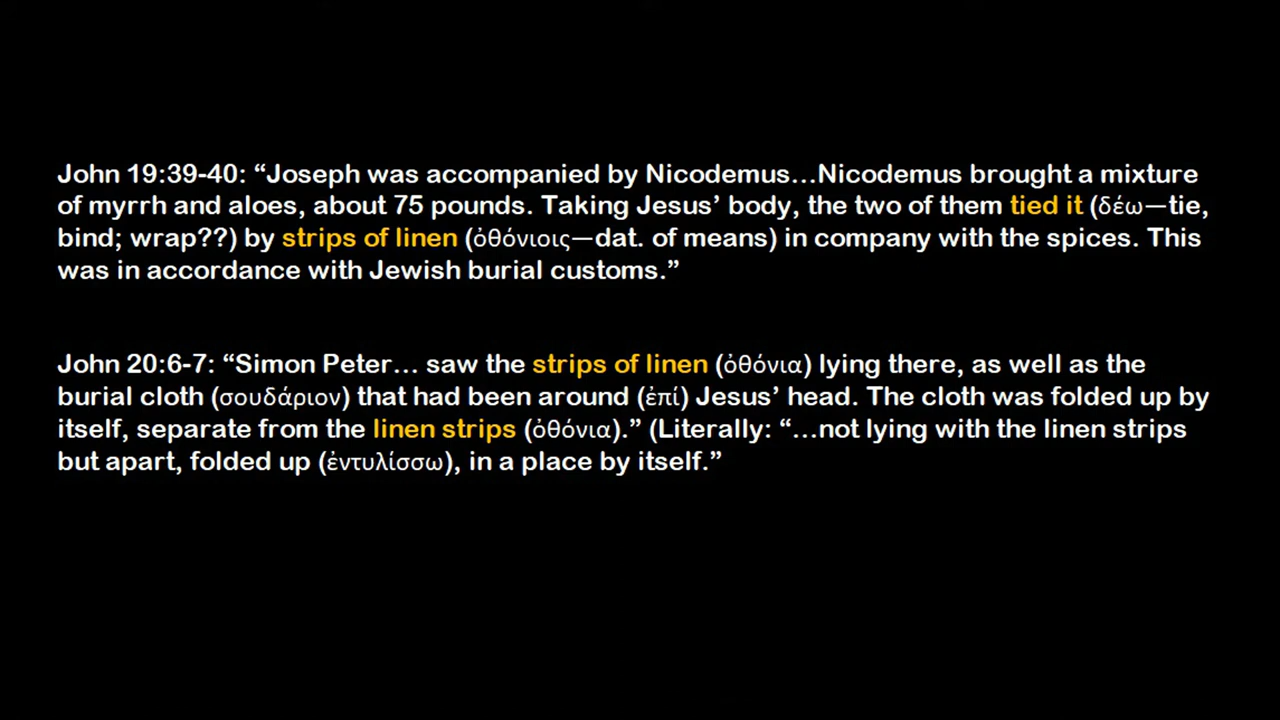 John 19:39-40: “Joseph was accompanied by Nicodemus…Nicodemus brought a mixture
of myrrh and aloes, about 75 pounds. Taking Jesus’ body, the two of them tied it (δέω—tie,
bind; wrap??) by strips of linen (ὀθόνιοις—dat. of means) in company with the spices. This
was in accordance with Jewish burial customs.”
John 20:6-7: “Simon Peter… saw the strips of linen (ὀθόνια) lying there, as well as the
burial cloth (σουδάριον) that had been around (ἐπί) Jesus’ head. The cloth was folded up by
itself, separate from the linen strips (ὀθόνια).” (Literally: “…not lying with the linen strips
but apart, folded up (ἐντυλίσσω), in a place by itself.”